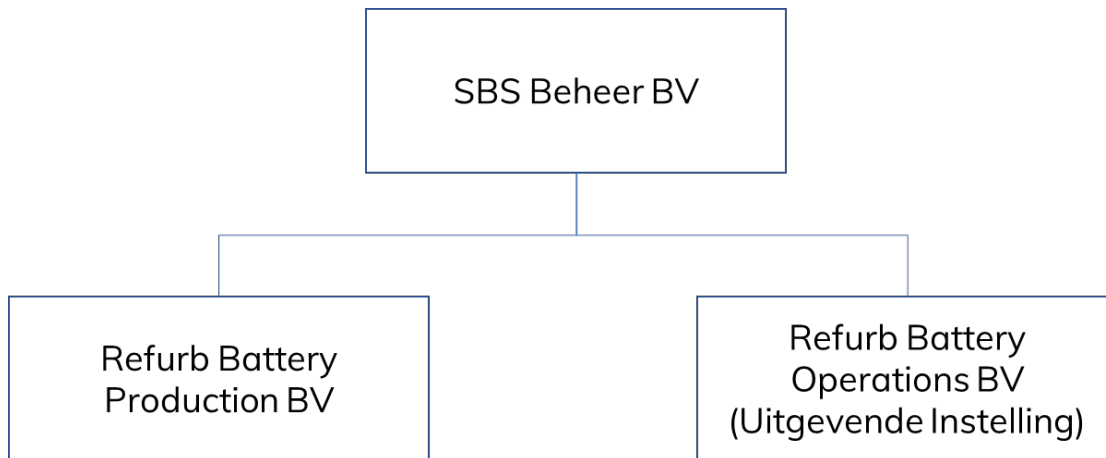 SBS Beheer BV
Refurb Battery
Production BV
Refurb Battery
Operations BV
(Uitgevende Instelling)